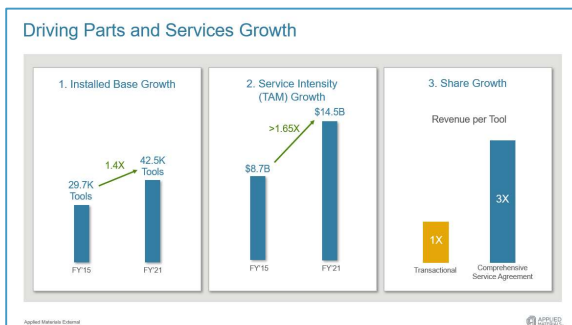 Driving Parts and Services Growth
1. Installed Base Growth
1.4X
29.7K
Tools
42.5K
Tools
FY'15
FY'21
2. Service Intensity
(TAM) Growth
$14.5B
>1.65X
$8.7B
FY'15
FY'21
3. Share Growth
Revenue per Tool
3X
1X
Transactional
Comprehensive
Service Agreement
Applied Materials External
APPLIED
MATERIALS